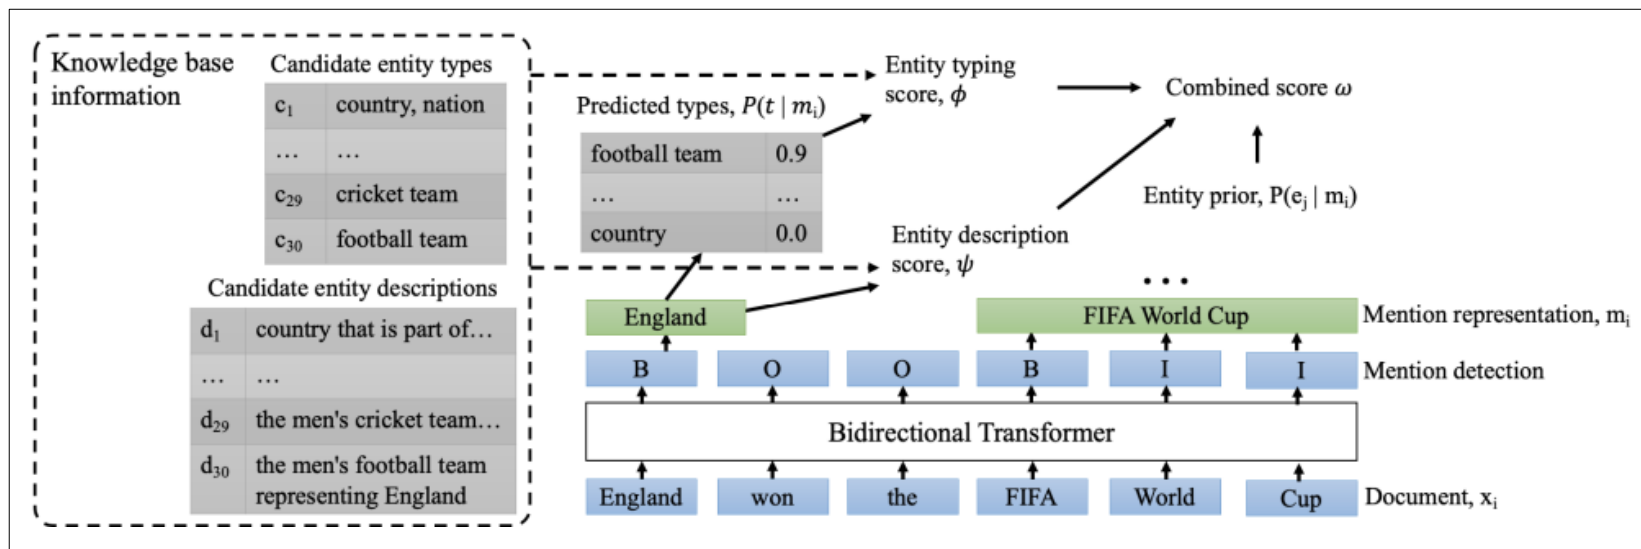 Knowledge base
information
Candidate entity types
c₁ country, nation
… …
c₂₉ cricket team
c₃₀ football team
Candidate entity descriptions
d₁ country that is part of…
… …
d₂₉ the men's cricket team…
d₃₀ the men's football team
representing England
Predicted types, P(t | mᵢ)
football team 0.9
… …
country 0.0
Entity typing
score, ϕ
Combined score ω
Entity prior, P(eⱼ | mᵢ)
Entity description
score, ψ
…
England FIFA World Cup Mention representation, mᵢ
B O O B I I Mention detection
Bidirectional Transformer
England won the FIFA World Cup Document, xᵢ